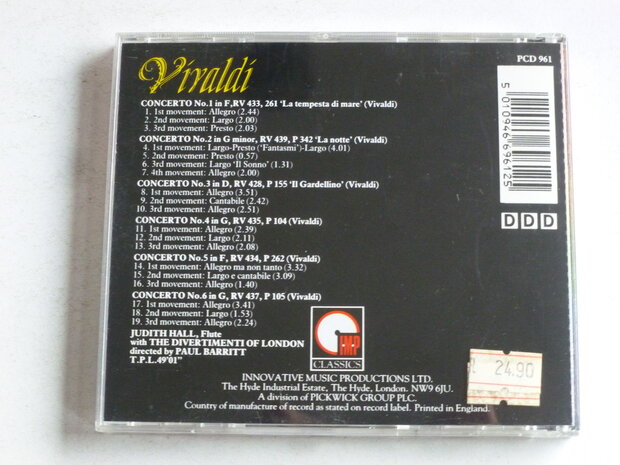 Vivaldi
PCD 961
CONCERTO No.1 in F,RV 433, 261 'La tempesta di mare' (Vivaldi)
1. 1st movement: Allegro (2.44)
2. 2nd movement: Largo (2.00)
3. 3rd movement: Presto (2.03)
CONCERTO No.2 in G minor, RV 439, P 342 'La notte' (Vivaldi)
4. 1st movement: Largo-Presto ('Fantasmi')-Largo (4.01)
5. 2nd movement: Presto (0.57)
6. 3rd movement: Largo 'Il Sonno' (1.31)
7. 4th movement: Allegro (2.00)
CONCERTO No.3 in D, RV 428, P 155 'Il Gardellino' (Vivaldi)
8. 1st movement: Allegro (3.51)
9. 2nd movement: Cantabile (2.42)
10. 3rd movement: Allegro (2.51)
CONCERTO No.4 in G, RV 435, P 104 (Vivaldi)
11. 1st movement: Allegro (2.39)
12. 2nd movement: Largo (2.11)
13. 3rd movement: Allegro (2.08)
CONCERTO No.5 in F, RV 434, P 262 (Vivaldi)
14. 1st movement: Allegro ma non tanto (3.32)
15. 2nd movement: Largo e cantabile (3.09)
16. 3rd movement: Allegro (1.40)
CONCERTO No.6 in G, RV 437, P 105 (Vivaldi)
17. 1st movement: Allegro (3.41)
18. 2nd movement: Largo (1.53)
19. 3rd movement: Allegro (2.24)
JUDITH HALL, Flute
with THE DIVERTIMENTI OF LONDON
directed by PAUL BARRITT
T.P.L.49'01"
5 010946 696125
DDD
IMP
CLASSICS
24.90
INNOVATIVE MUSIC PRODUCTIONS LTD.
The Hyde Industrial Estate, The Hyde, London. NW9 6JU.
A division of PICKWICK GROUP PLC.
Country of manufacture of record as stated on record label. Printed in England.